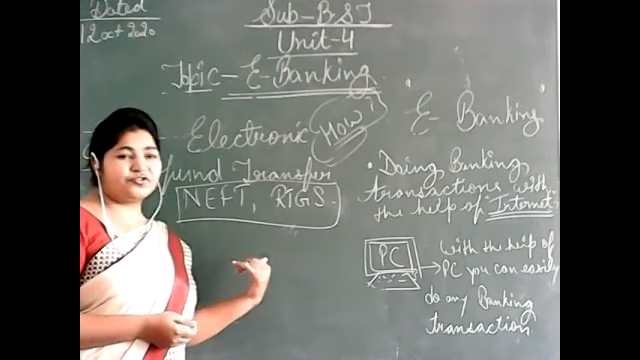 Dated
12 Oct 2020
Sub-BST
Unit-4
Topic - E-Banking
Electronic
fund Transfer
NEFT, RTGS.
HOW?
"E-Banking"
• Doing Banking
transactions with
the help of "Internet"
PC
With the help of
PC you can easily
do any Banking
transaction